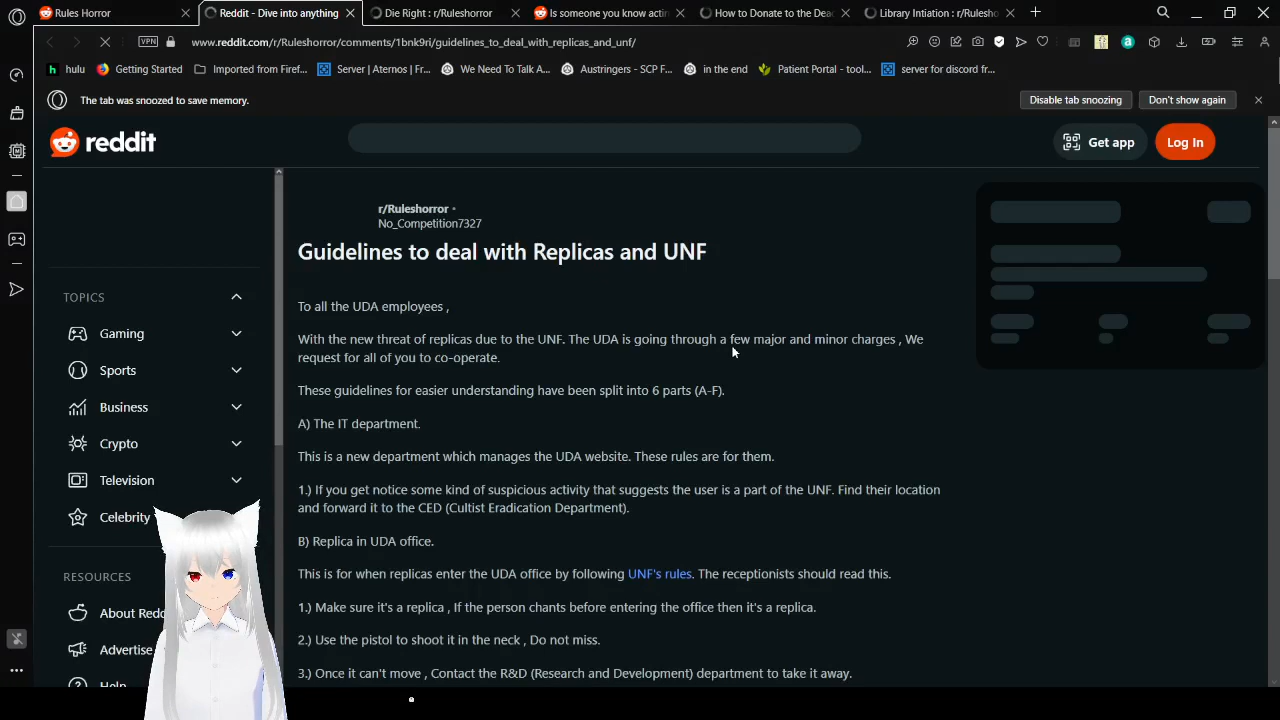 Rules Horror
Reddit - Dive into anything
Die Right : r/Ruleshorror
Is someone you know actin
How to Donate to the Dea
Library Intiation : r/Rulesho
VPN
www.reddit.com/r/Ruleshorror/comments/1bnk9ri/guidelines_to_deal_with_replicas_and_unf/
hulu
Getting Started
Imported from Firef...
Server | Aternos | Fr...
We Need To Talk A...
Austringers - SCP F...
in the end
Patient Portal - tool...
server for discord fr...
The tab was snoozed to save memory.
Disable tab snoozing
Don't show again
reddit
Get app
Log In
r/Ruleshorror •
No_Competition7327
Guidelines to deal with Replicas and UNF
To all the UDA employees ,
With the new threat of replicas due to the UNF. The UDA is going through a few major and minor charges , We
request for all of you to co-operate.
These guidelines for easier understanding have been split into 6 parts (A-F).
A) The IT department.
This is a new department which manages the UDA website. These rules are for them.
1.) If you get notice some kind of suspicious activity that suggests the user is a part of the UNF. Find their location
and forward it to the CED (Cultist Eradication Department).
B) Replica in UDA office.
This is for when replicas enter the UDA office by following UNF's rules. The receptionists should read this.
1.) Make sure it's a replica , If the person chants before entering the office then it's a replica.
2.) Use the pistol to shoot it in the neck , Do not miss.
3.) Once it can't move , Contact the R&D (Research and Development) department to take it away.
TOPICS
Gaming
Sports
Business
Crypto
Television
Celebrity
RESOURCES
About Redd
Advertise
Help